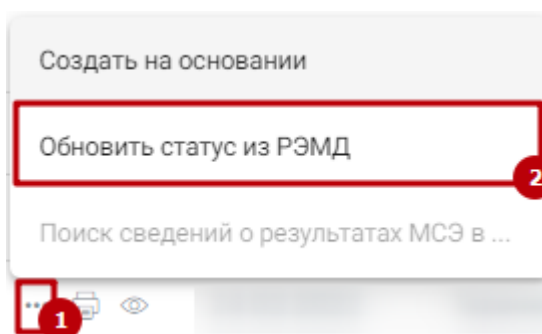 Создать на основании
Обновить статус из РЭМД
2
Поиск сведений о результатах МСЭ в ...
... 1